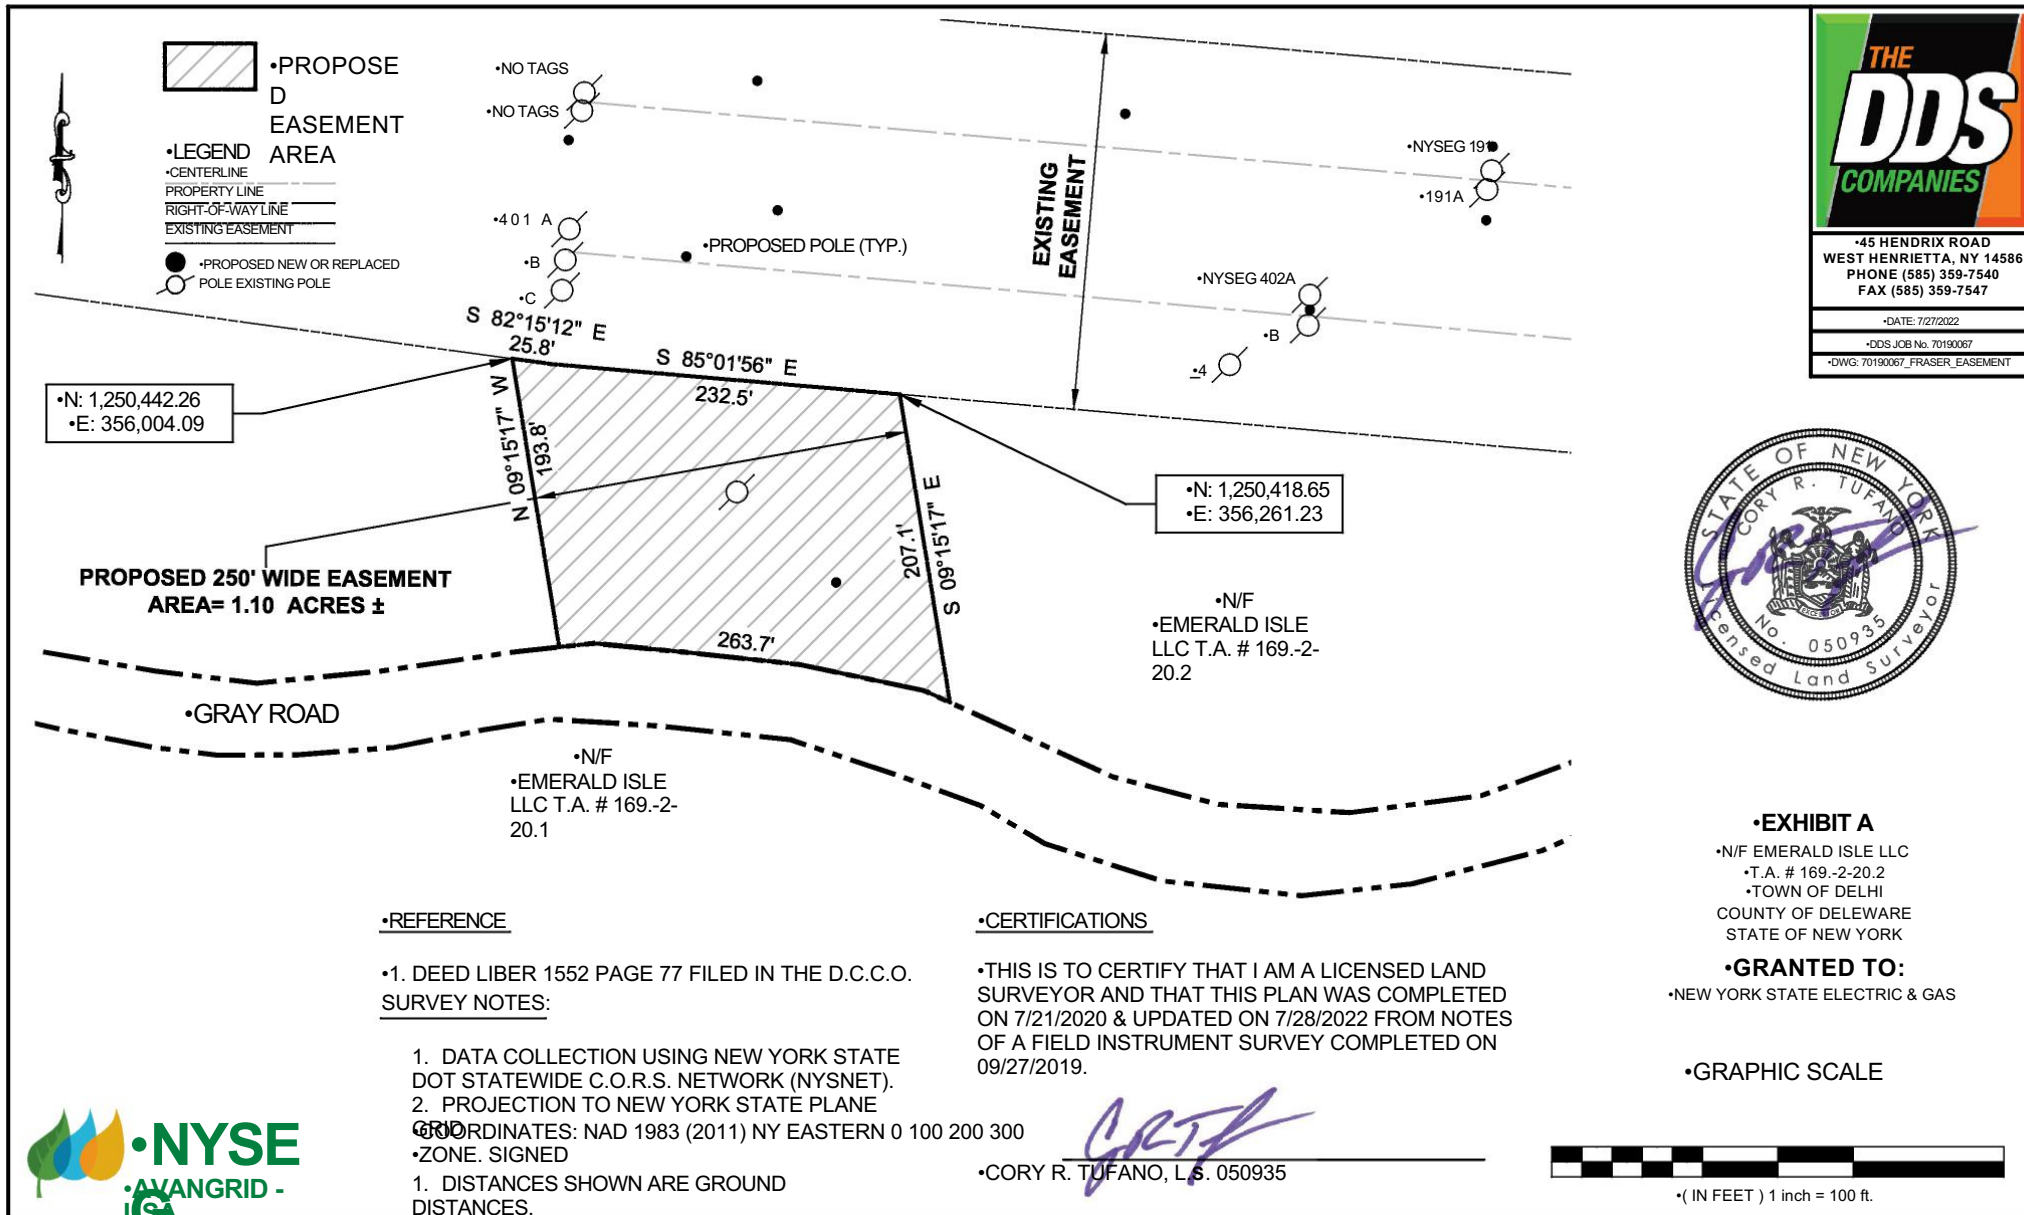 •PROPOSE
D
EASEMENT
AREA
•LEGEND
•CENTERLINE
PROPERTY LINE
RIGHT-OF-WAY LINE
EXISTING EASEMENT
•PROPOSED NEW OR REPLACED
POLE EXISTING POLE
•NO TAGS
•NO TAGS
•401 A
•B
•C
•PROPOSED POLE (TYP.)
EXISTING
EASEMENT
•NYSEG 191
•191A
•NYSEG 402A
•B
•4
THE
DDS
COMPANIES
•45 HENDRIX ROAD
WEST HENRIETTA, NY 14586
PHONE (585) 359-7540
FAX (585) 359-7547
•DATE: 7/27/2022
•DDS JOB No. 70190067
•DWG: 70190067_FRASER_EASEMENT
S 82°15'12" E
25.8'
S 85°01'56" E
232.5'
•N: 1,250,442.26
•E: 356,004.09
N 09°15'17" W
193.8'
•N: 1,250,418.65
•E: 356,261.23
207.1'
S 09°15'17" E
PROPOSED 250' WIDE EASEMENT
AREA= 1.10 ACRES ±
263.7'
•N/F
•EMERALD ISLE
LLC T.A. # 169.-2-
20.2
•GRAY ROAD
•N/F
•EMERALD ISLE
LLC T.A. # 169.-2-
20.1
STATE OF NEW YORK
CORY R. TUFANO
EXCELSIOR
No. 050935
Licensed Land Surveyor
•EXHIBIT A
•N/F EMERALD ISLE LLC
•T.A. # 169.-2-20.2
•TOWN OF DELHI
COUNTY OF DELEWARE
STATE OF NEW YORK
•GRANTED TO:
•NEW YORK STATE ELECTRIC & GAS
•GRAPHIC SCALE
•( IN FEET ) 1 inch = 100 ft.
•REFERENCE
•1. DEED LIBER 1552 PAGE 77 FILED IN THE D.C.C.O.
SURVEY NOTES:
1. DATA COLLECTION USING NEW YORK STATE
DOT STATEWIDE C.O.R.S. NETWORK (NYSNET).
2. PROJECTION TO NEW YORK STATE PLANE
GRID
•COORDINATES: NAD 1983 (2011) NY EASTERN 0 100 200 300
•ZONE. SIGNED
1. DISTANCES SHOWN ARE GROUND
DISTANCES.
•CERTIFICATIONS
•THIS IS TO CERTIFY THAT I AM A LICENSED LAND
SURVEYOR AND THAT THIS PLAN WAS COMPLETED
ON 7/21/2020 & UPDATED ON 7/28/2022 FROM NOTES
OF A FIELD INSTRUMENT SURVEY COMPLETED ON
09/27/2019.
•CORY R. TUFANO, L.S. 050935
•NYSE
G
•AVANGRID -